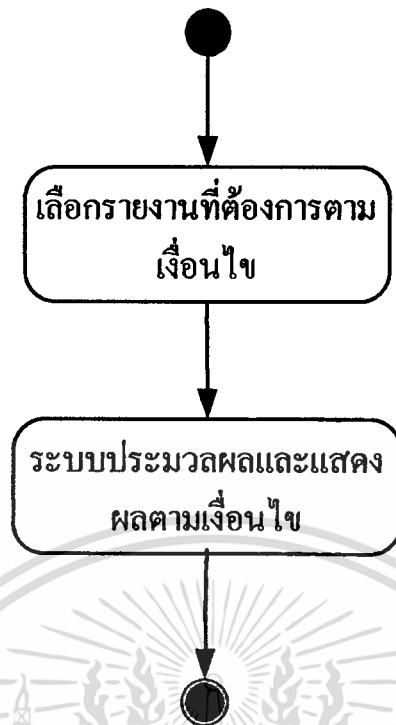 เลือกรายงานที่ต้องการตาม
เงื่อนไข
ระบบประมวลผลและแสดง
ผลตามเงื่อนไข